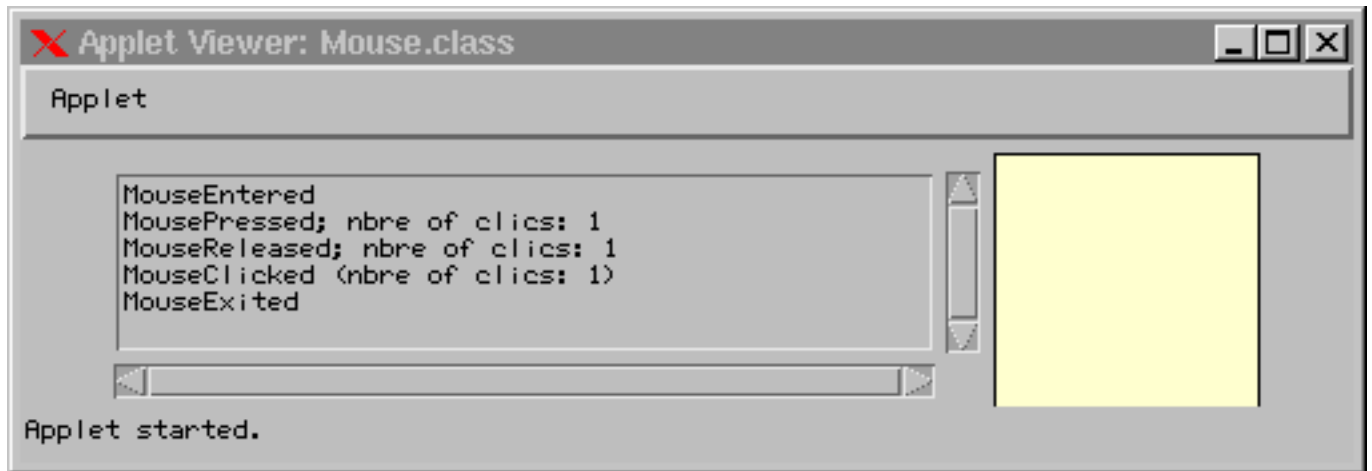 Applet Viewer: Mouse.class
Applet
MouseEntered
MousePressed; nbre of clics: 1
MouseReleased; nbre of clics: 1
MouseClicked (nbre of clics: 1)
MouseExited
Applet started.